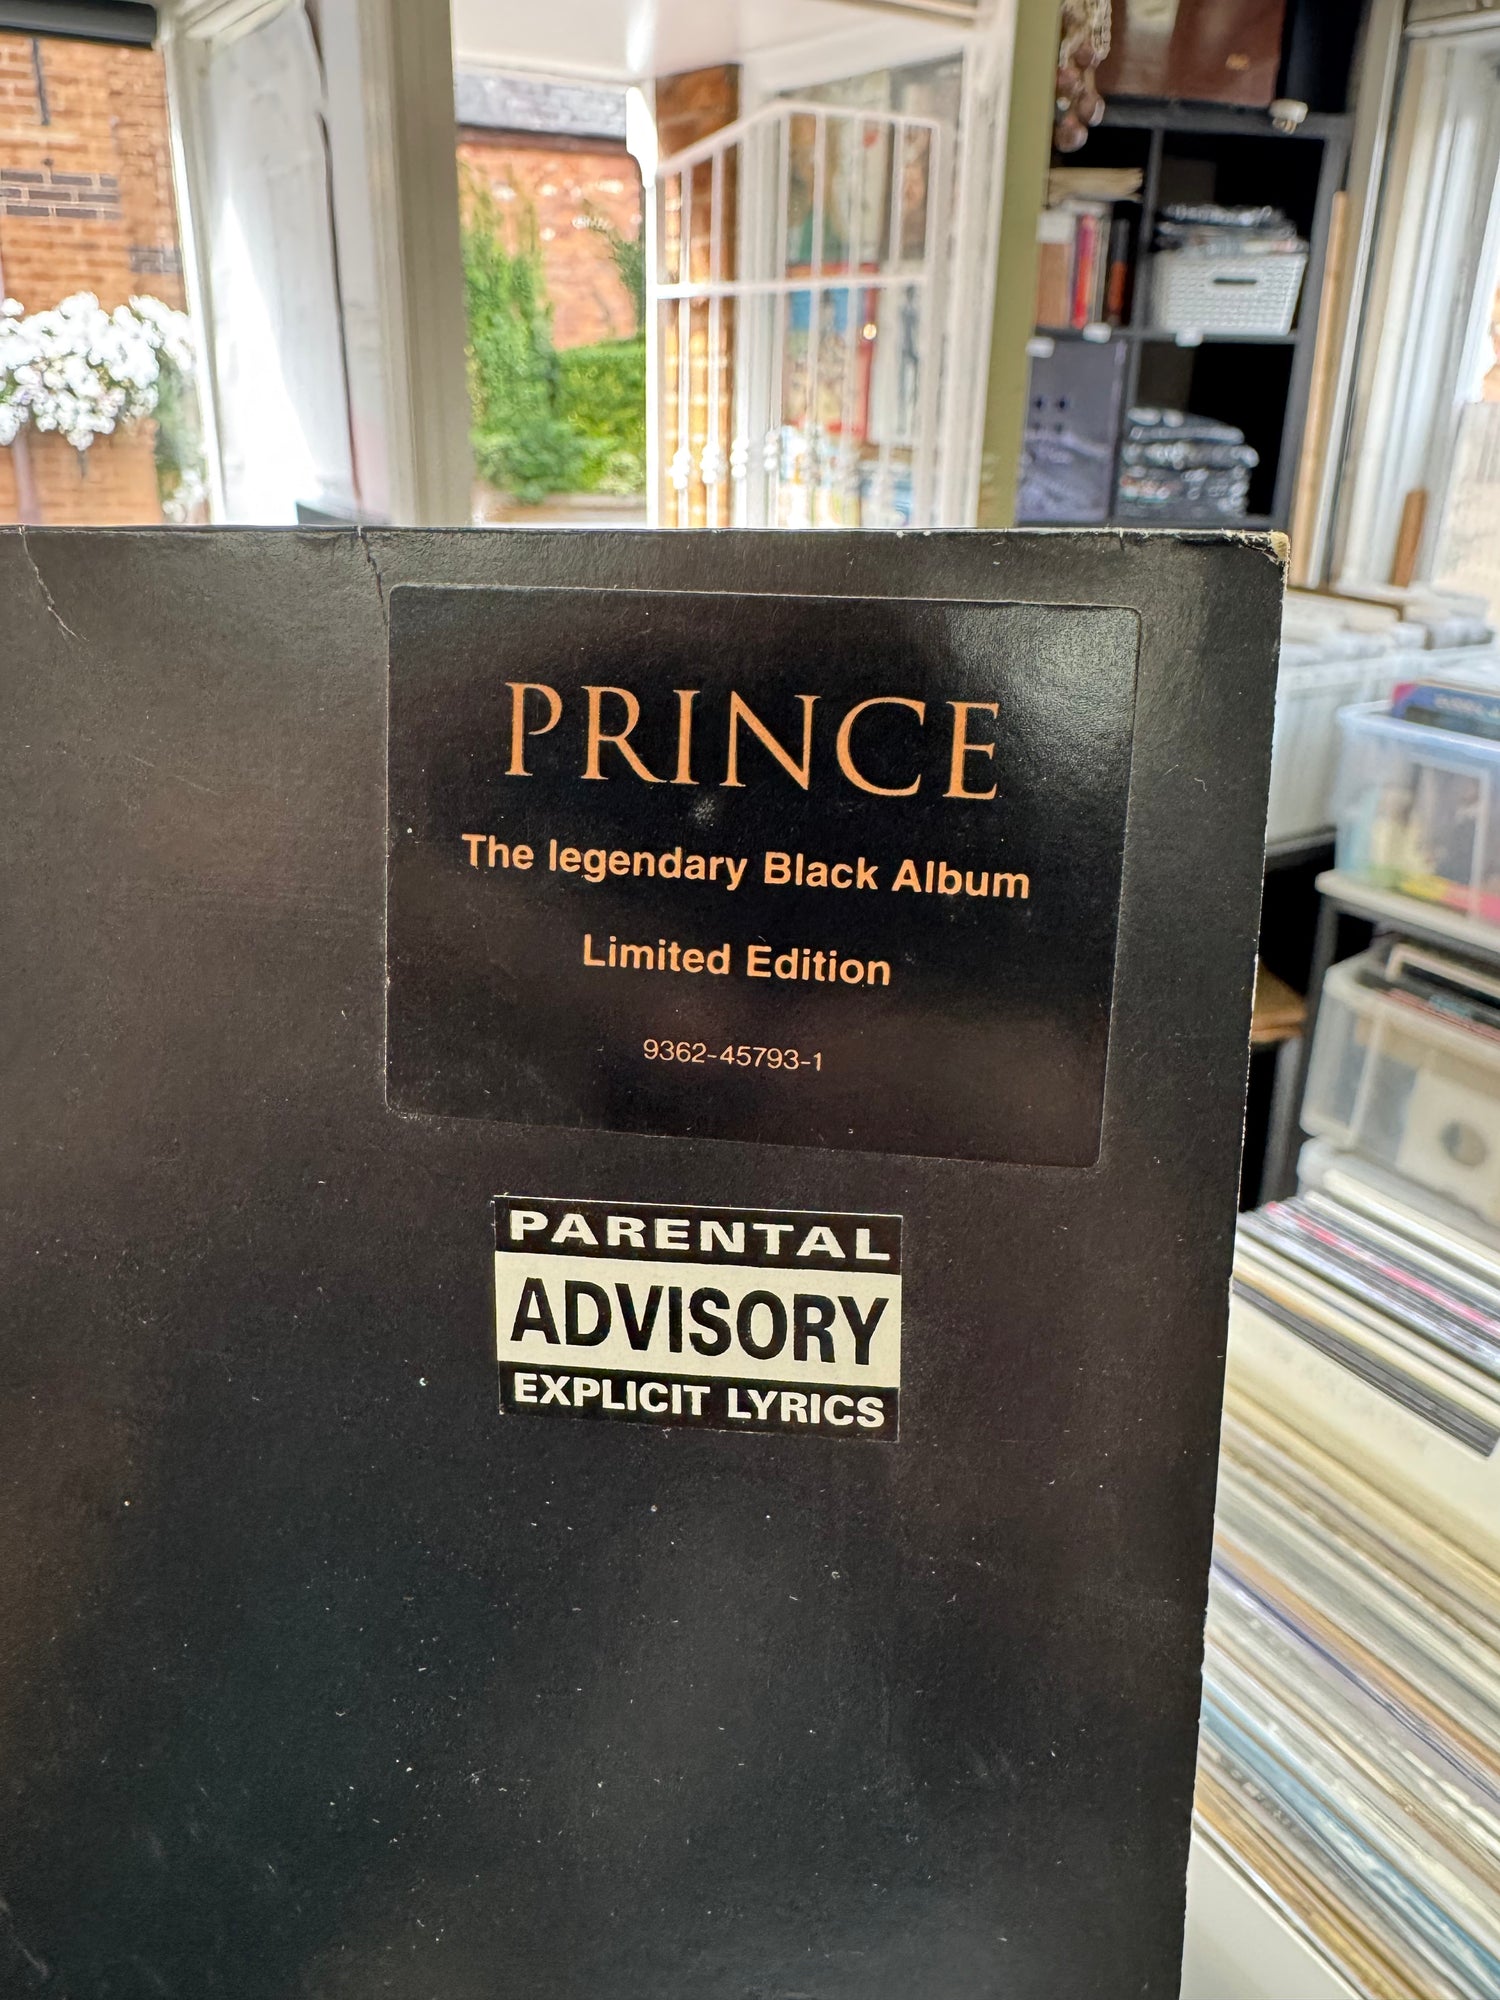 PRINCE
The legendary Black Album
Limited Edition
9362-45793-1
PARENTAL
ADVISORY
EXPLICIT LYRICS